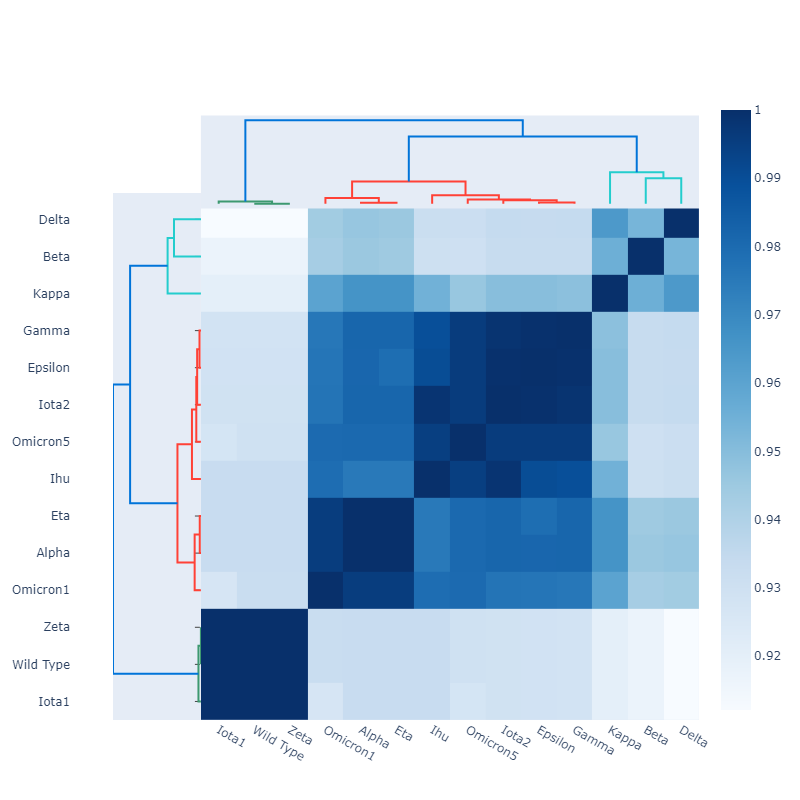 1
0.99
0.98
0.97
0.96
0.95
0.94
0.93
0.92
Delta
Beta
Kappa
Gamma
Epsilon
Iota2
Omicron5
Ihu
Eta
Alpha
Omicron1
Zeta
Wild Type
Iota1
Iota1
Wild Type
Zeta
Omicron1
Alpha
Eta
Ihu
Omicron5
Iota2
Epsilon
Gamma
Kappa
Beta
Delta